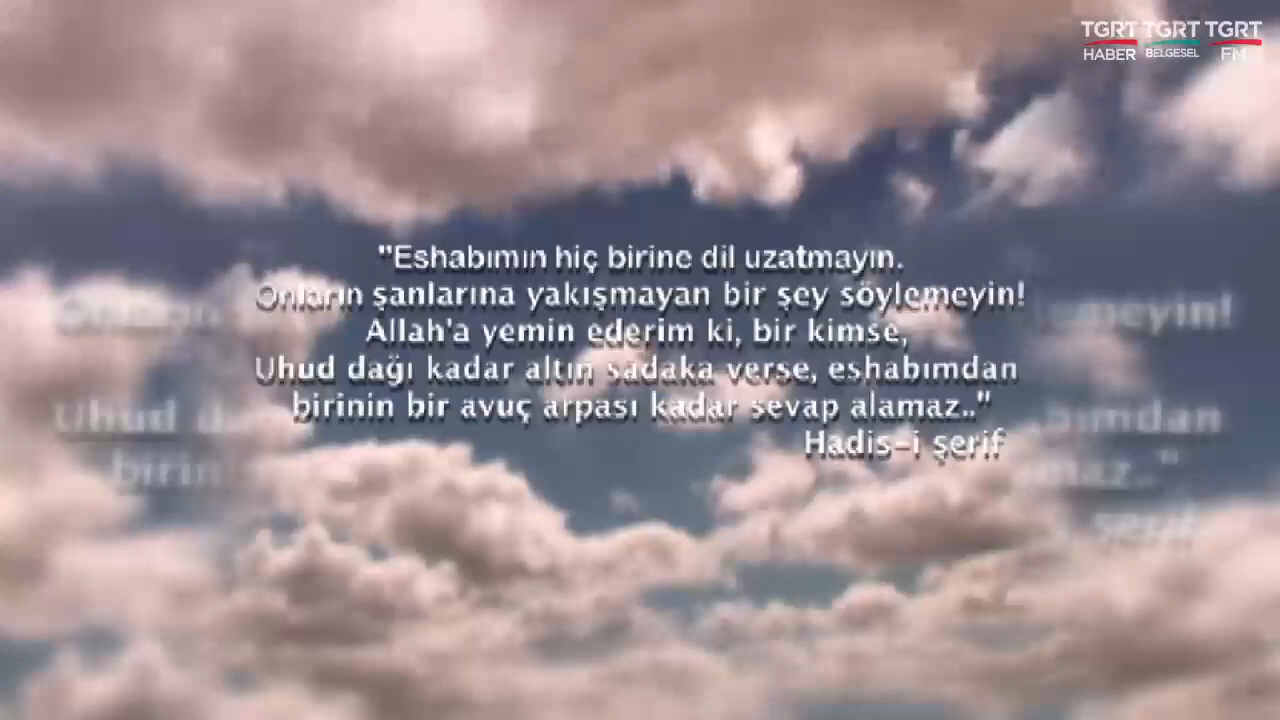 TGRT TGRT TGRT
HABER BELGESEL FM
"Eshabımın hiç birine dil uzatmayın.
Onların şanlarına yakışmayan bir şey söylemeyin!
Allah'a yemin ederim ki, bir kimse,
Uhud dağı kadar altın sadaka verse, eshabımdan
birinin bir avuç arpası kadar sevap alamaz.."
Hadis-i şerif